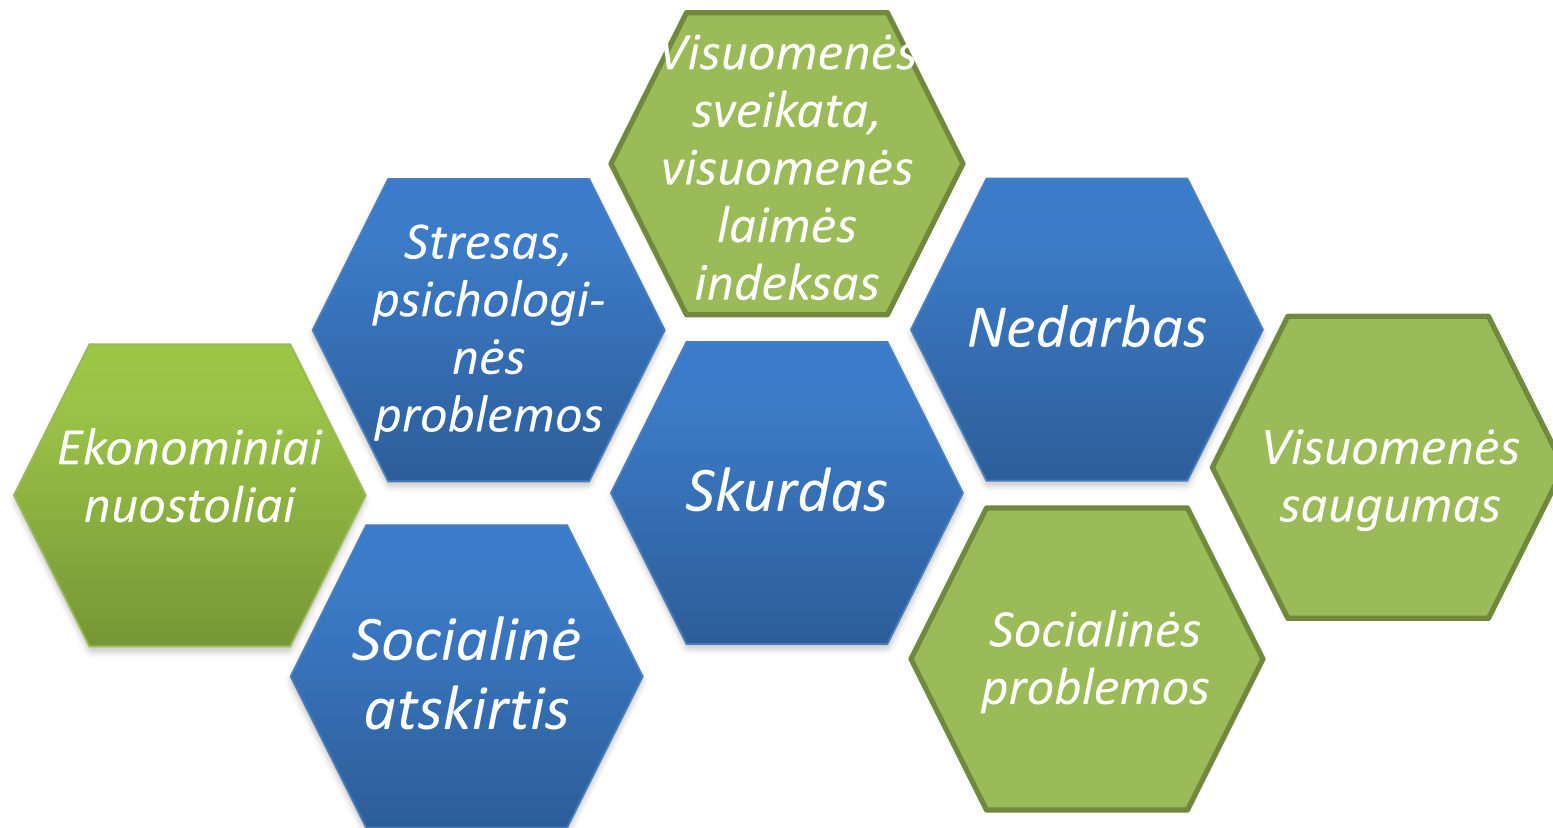 Visuomenės
sveikata,
visuomenės
laimės
indeksas
Stresas,
psichologi-
nės
problemos
Nedarbas
Ekonominiai
nuostoliai
Skurdas
Visuomenės
saugumas
Socialinė
atskirtis
Socialinės
problemos